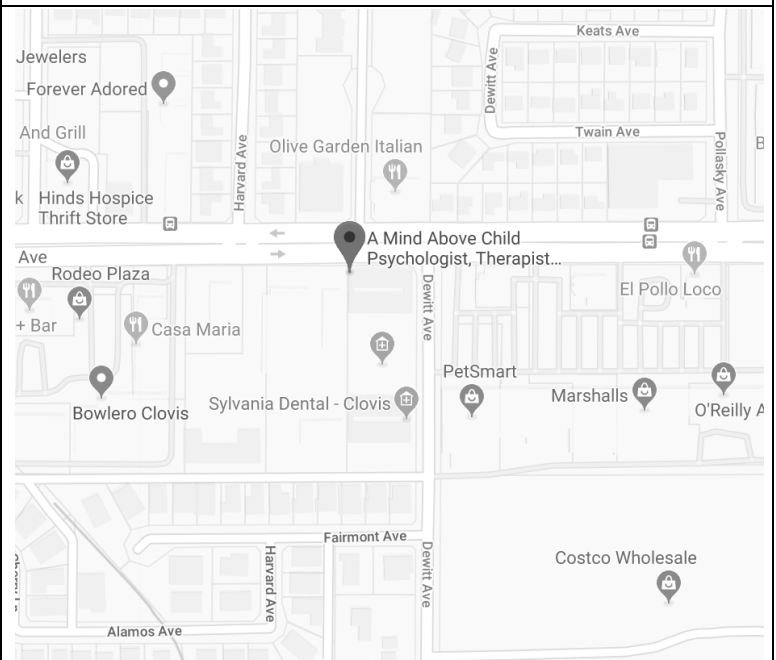 Keats Ave
Jewelers
Forever Adored
Dewitt Ave
And Grill
Twain Ave
Olive Garden Italian
Harvard Ave
Pollasky Ave
B
k
Hinds Hospice
Thrift Store
A Mind Above Child
Psychologist, Therapist...
Ave
Rodeo Plaza
El Pollo Loco
Dewitt Ave
+ Bar
Casa Maria
PetSmart
Marshalls
Sylvania Dental - Clovis
Bowlero Clovis
O'Reilly A
Fairmont Ave
Harvard Ave
Dewitt Ave
Costco Wholesale
Alamos Ave